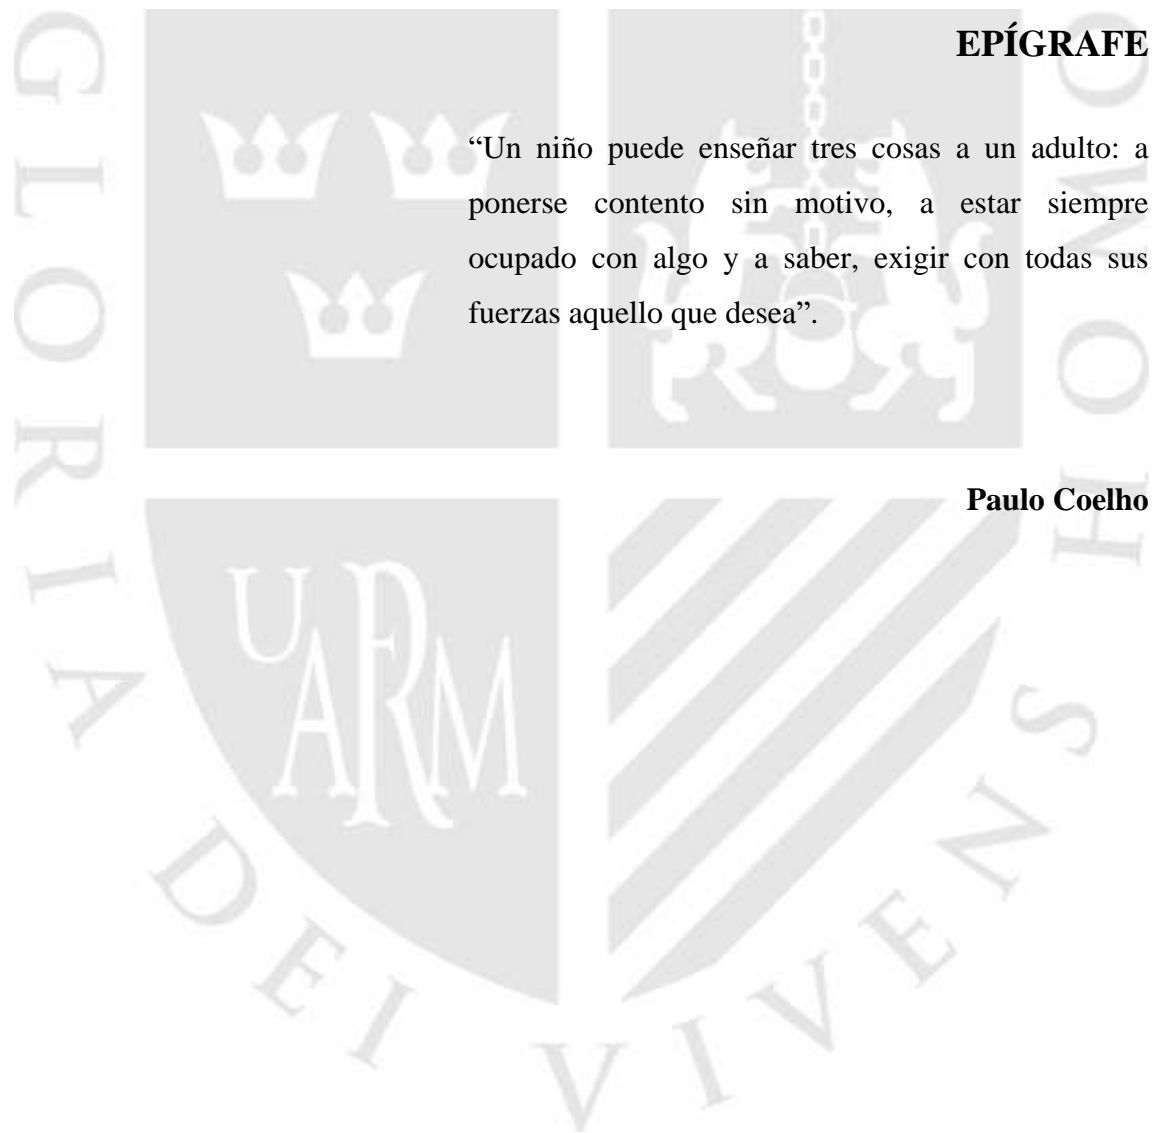 EPÍGRAFE
“Un niño puede enseñar tres cosas a un adulto: a
ponerse contento sin motivo, a estar siempre
ocupado con algo y a saber, exigir con todas sus
fuerzas aquello que desea”.
Paulo Coelho
GLORIA DEI VIVENS HOMO
UARM